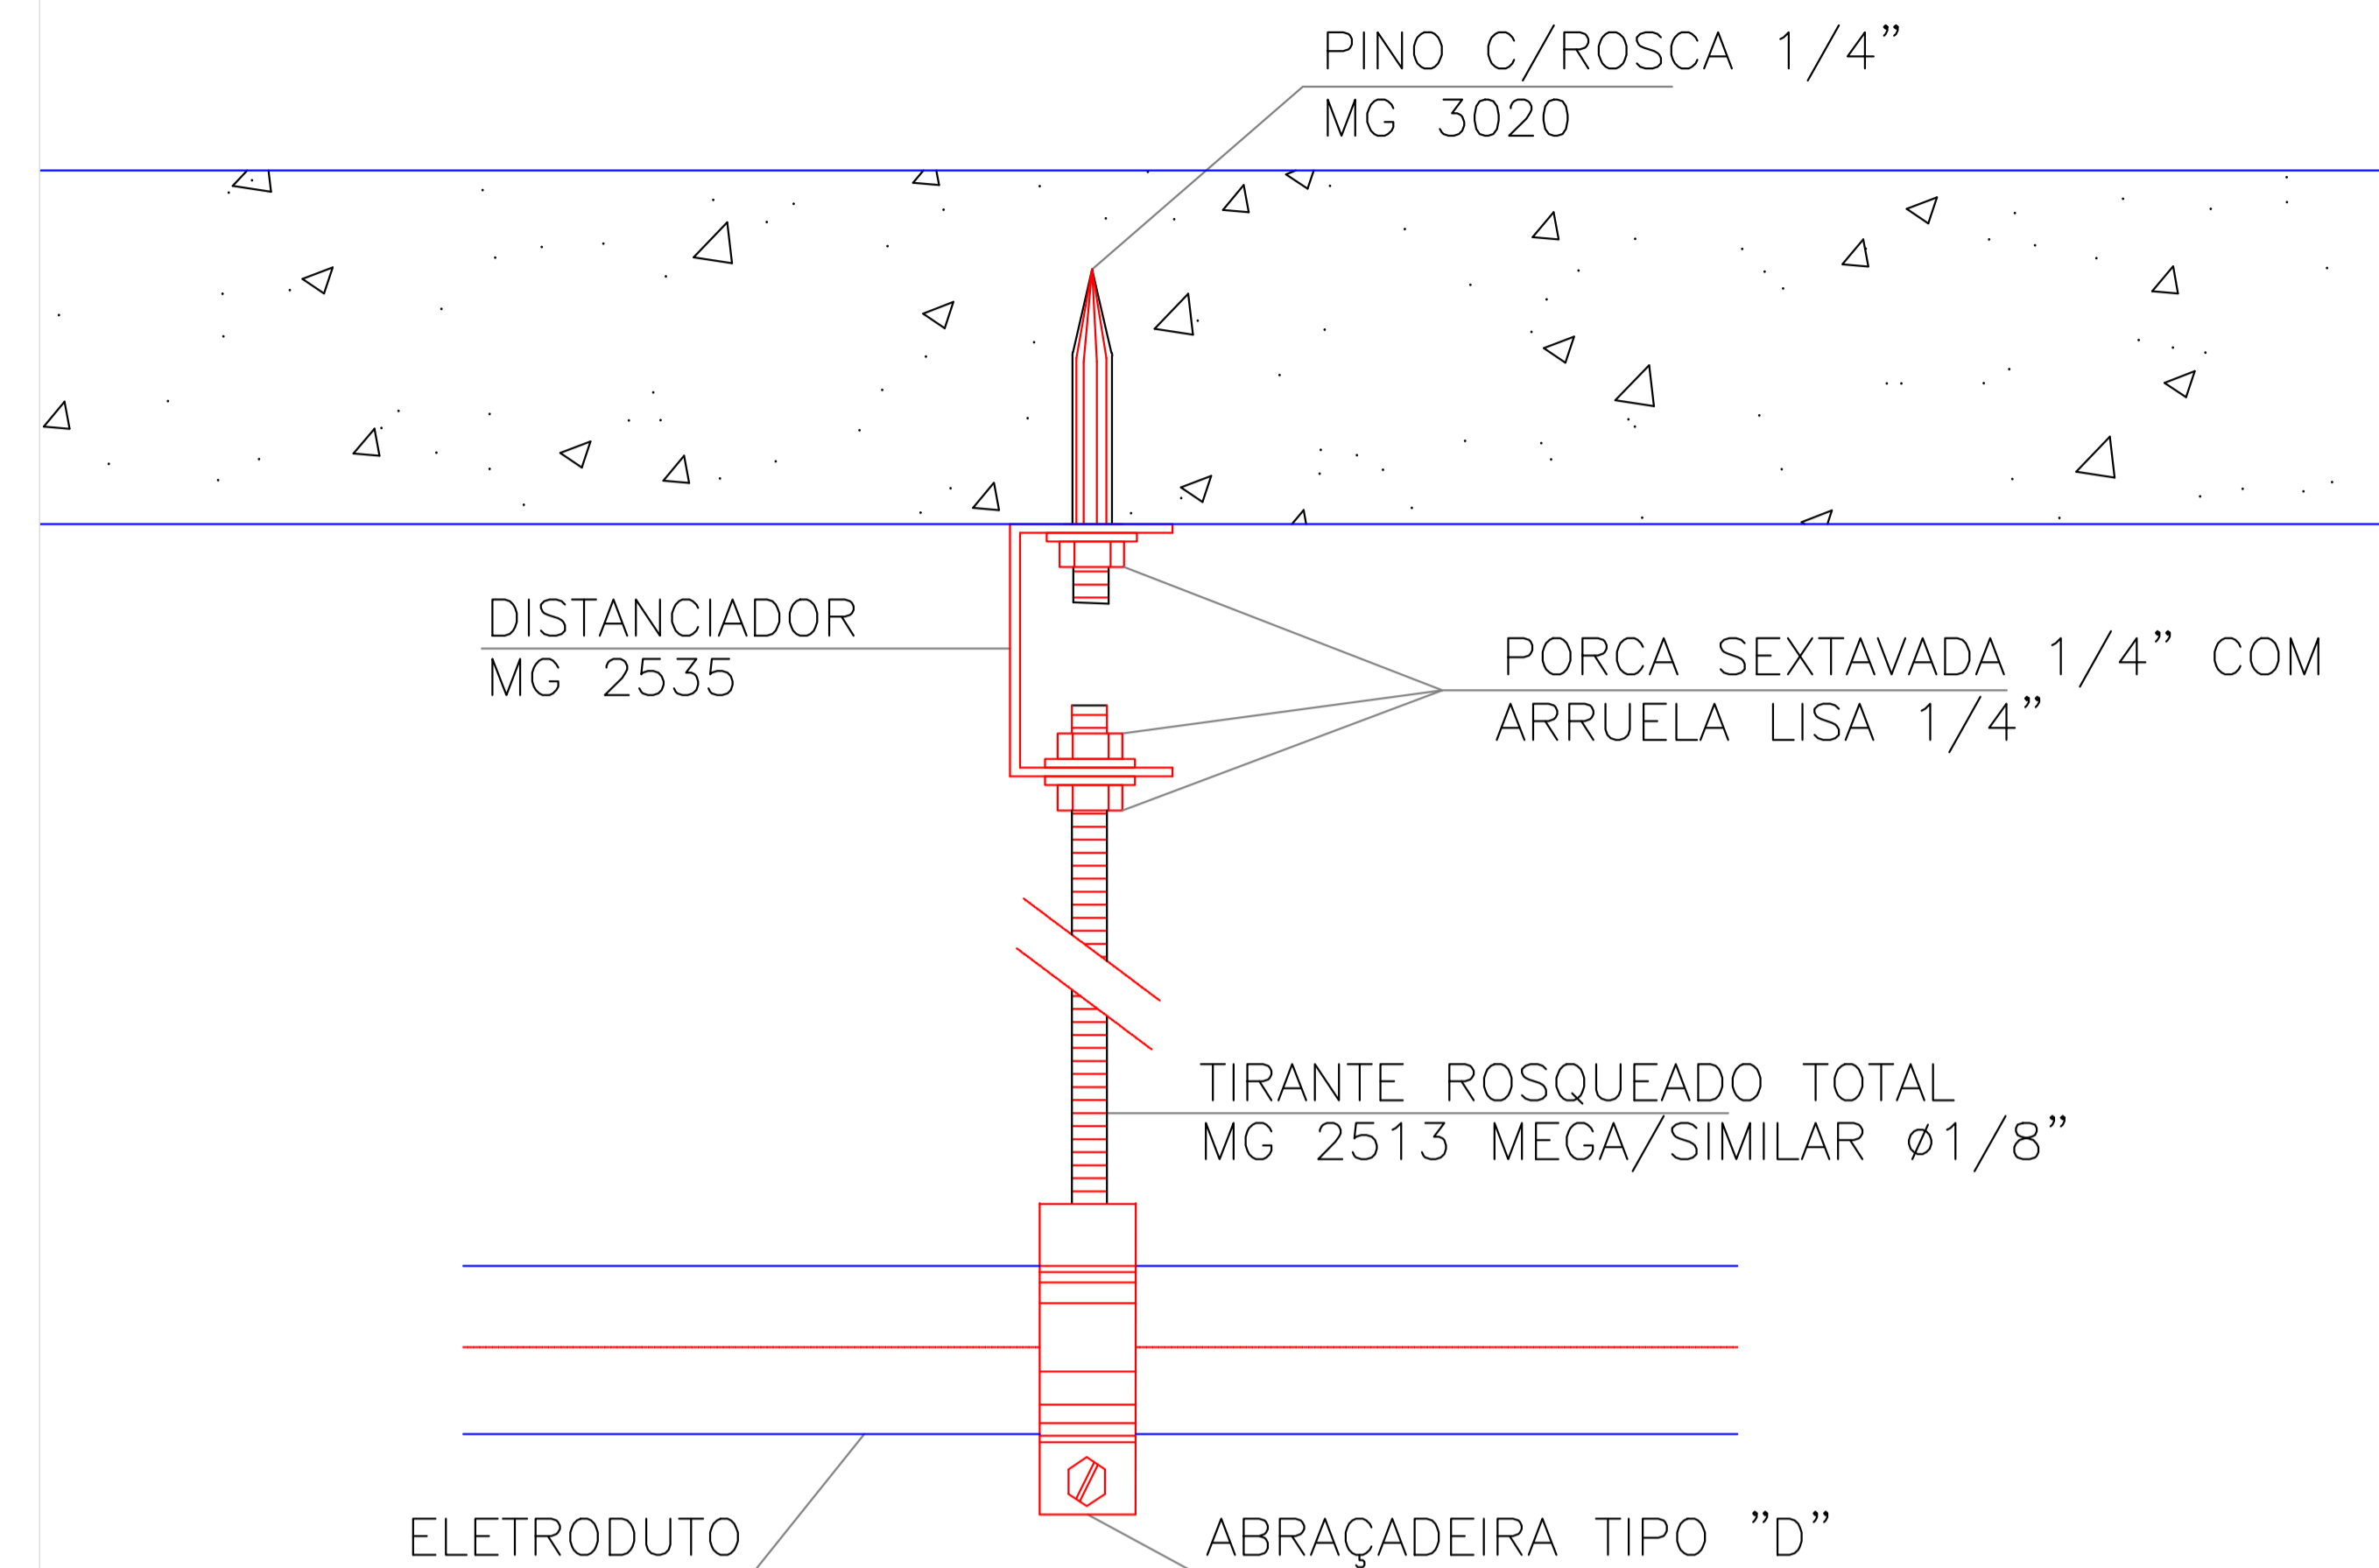 PINO C/ROSCA 1/4”
MG 3020
DISTANCIADOR
MG 2535
PORCA SEXTAVADA 1/4” COM
ARRUELA LISA 1/4”
TIRANTE ROSQUEADO TOTAL
MG 2513 MEGA/SIMILAR ø1/8”
ELETRODUTO
ABRAÇADEIRA TIPO ”D”